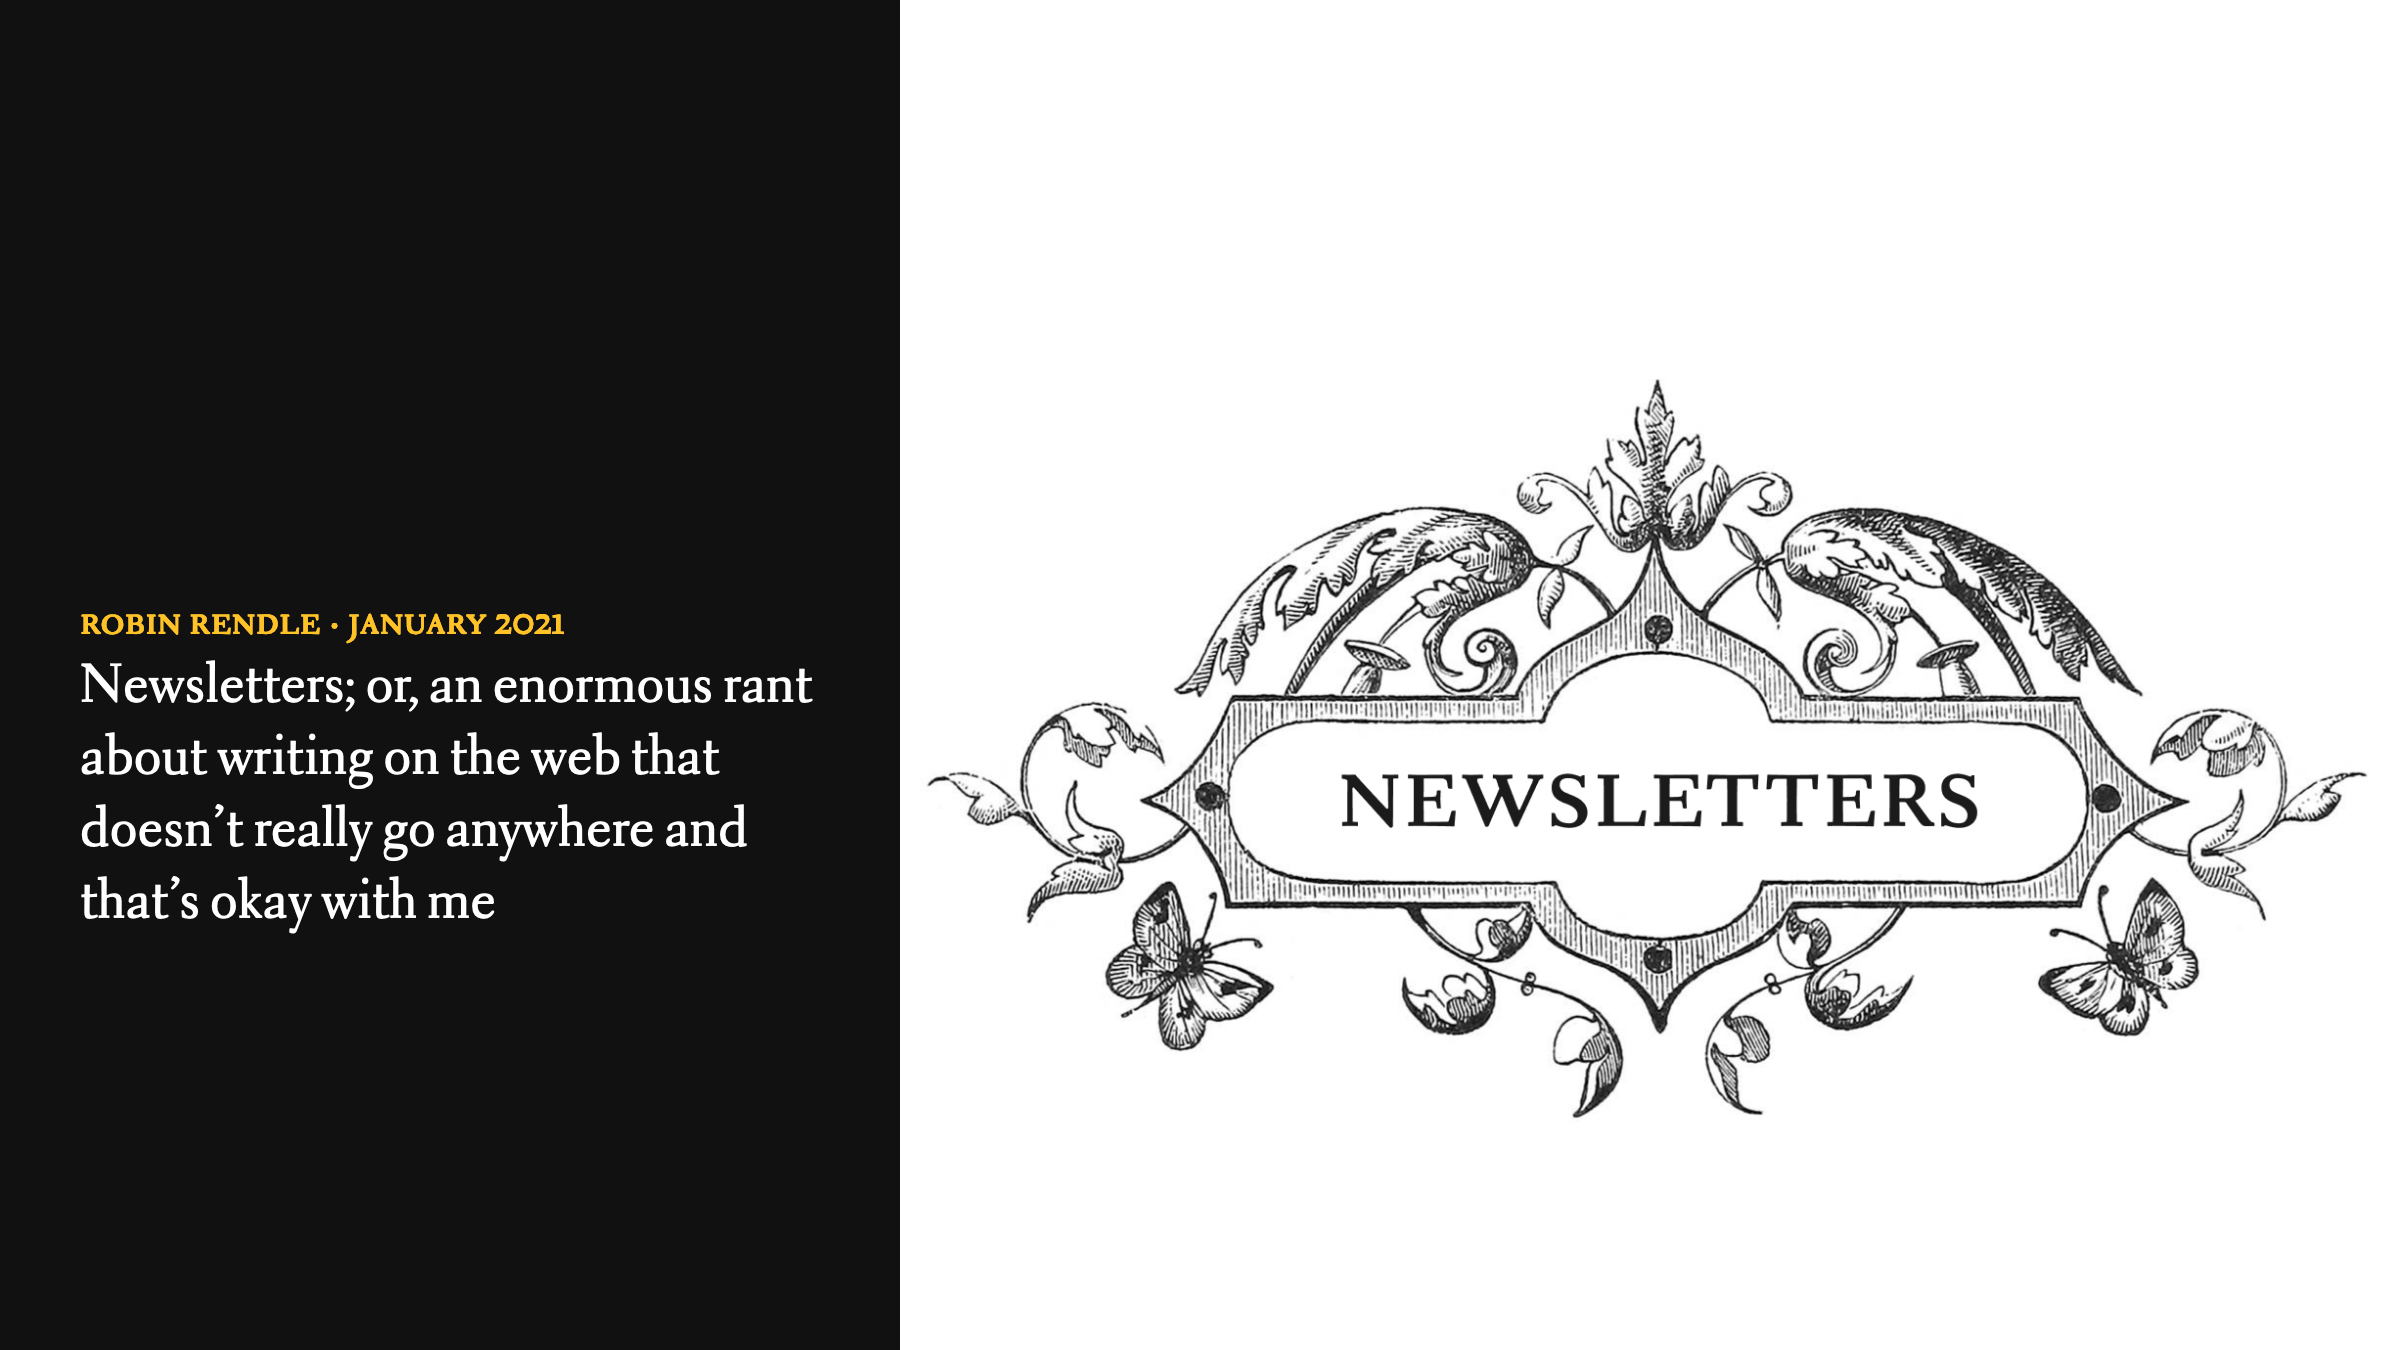 ROBIN RENDLE · JANUARY 2021
Newsletters; or, an enormous rant
about writing on the web that
doesn’t really go anywhere and
that’s okay with me
NEWSLETTERS